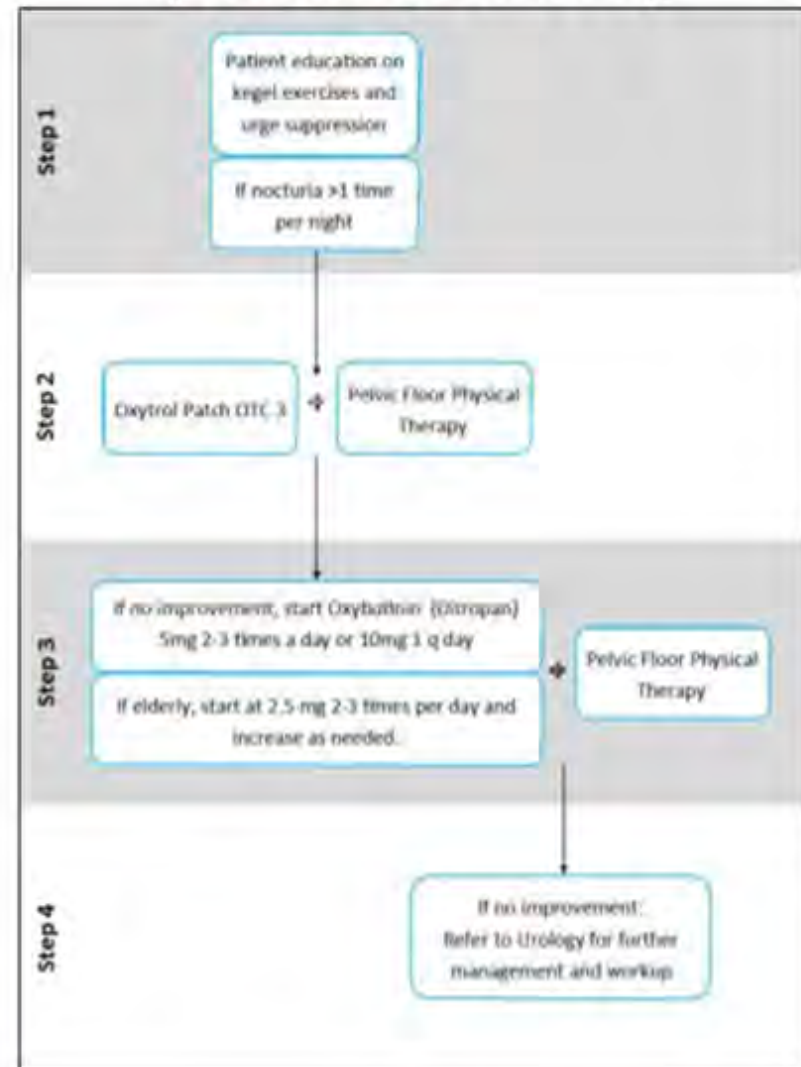 Step 1
Patient education on
kegel exercises and
urge suppression
If nocturia >1 time
per night
Step 2
Oxytrol Patch OTC 3
+
Pelvic Floor Physical
Therapy
Step 3
If no improvement, start Oxybutinin (Ditropan)
5mg 2-3 times a day or 10mg 1 q day
If elderly, start at 2.5 mg 2-3 times per day and
increase as needed.
+
Pelvic Floor Physical
Therapy
Step 4
If no improvement:
Refer to Urology for further
management and workup